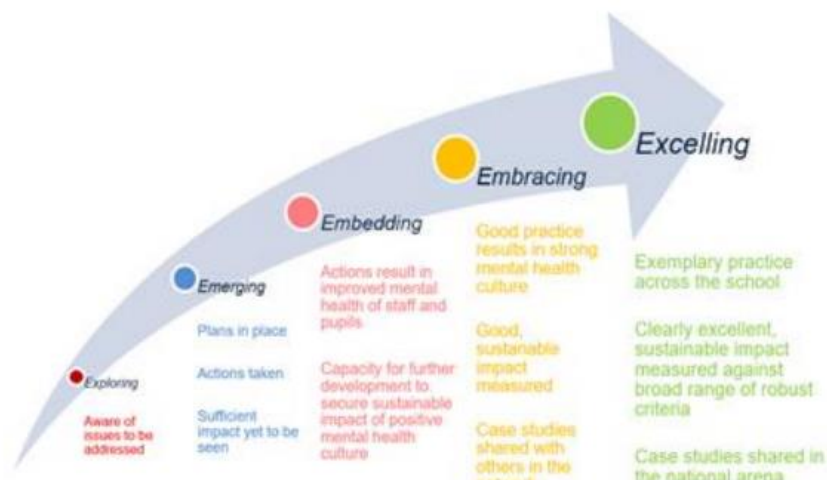 Exploring
Aware of
issues to be
addressed
Emerging
Plans in place
Actions taken
Sufficient
impact yet to be
seen
Embedding
Actions result in
improved mental
health of staff and
pupils
Capacity for further
development to
secure sustainable
impact of positive
mental health
culture
Embracing
Good practice
results in strong
mental health
culture
Good,
sustainable
impact
measured
Case studies
shared with
others in the
Excelling
Exemplary practice
across the school
Clearly excellent,
sustainable impact
measured against
broad range of robust
criteria
Case studies shared in
the national arena